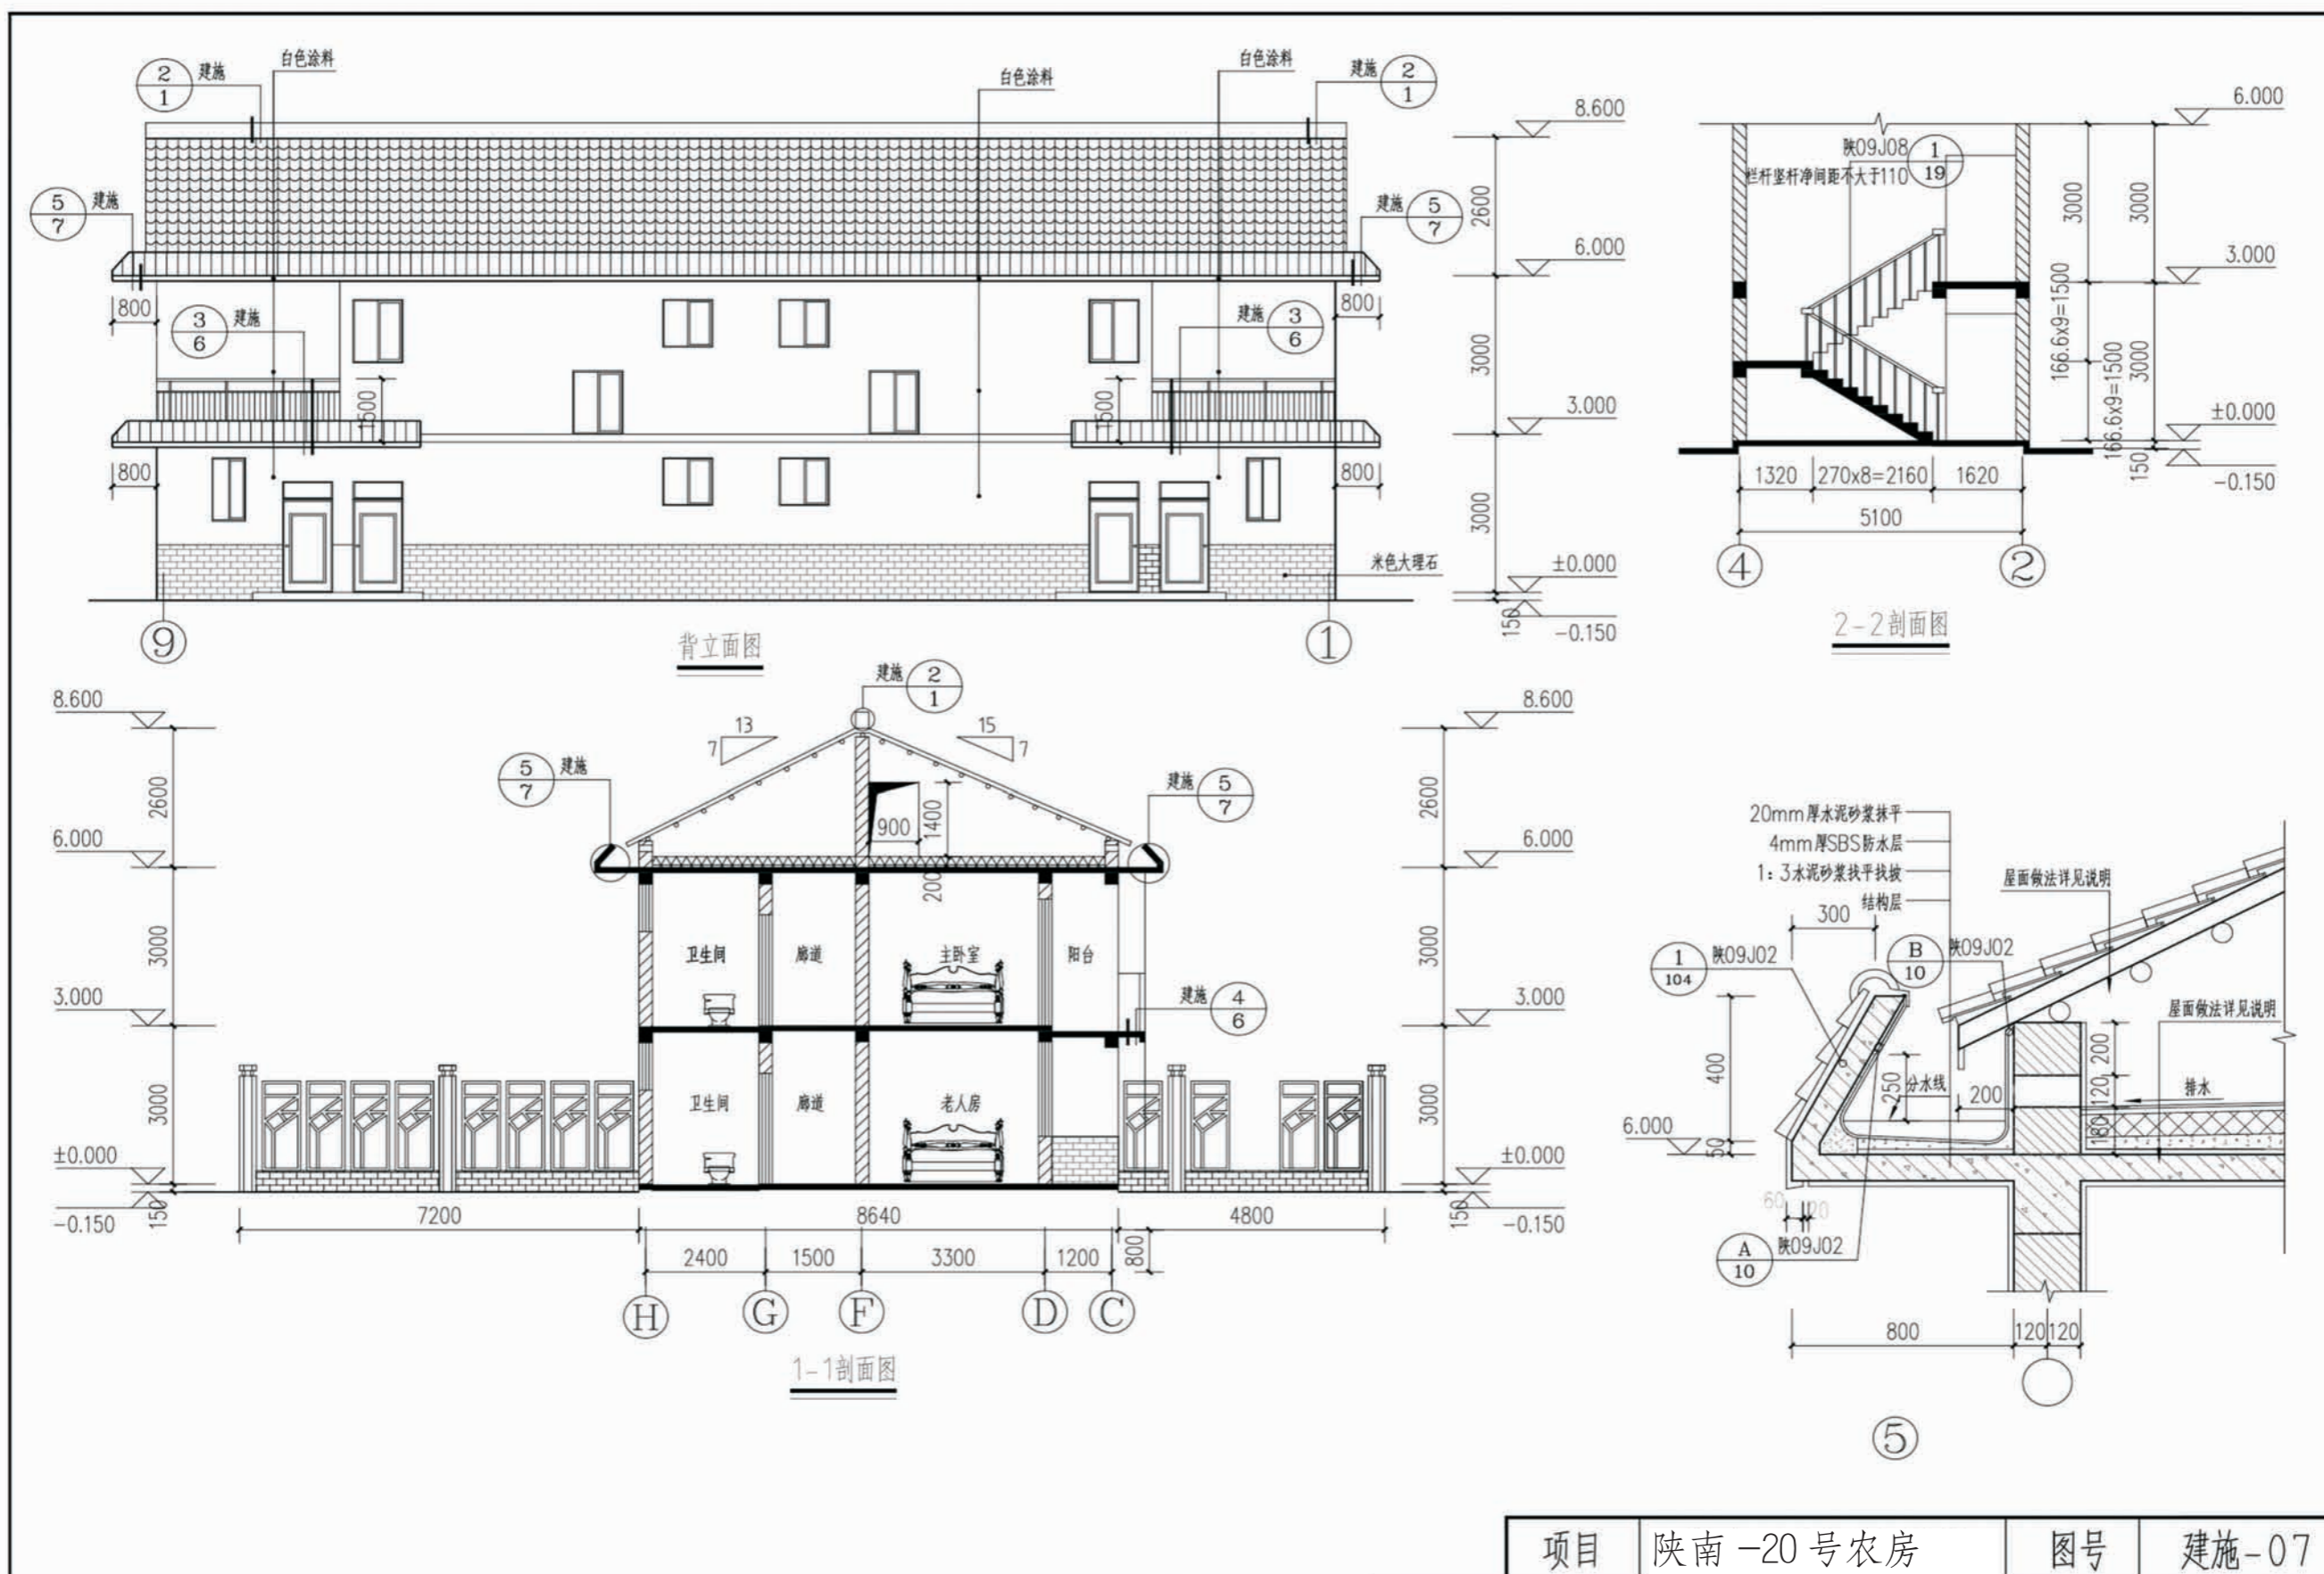 2
1
建施
白色涂料
白色涂料
白色涂料
建施
2
1
8.600
2600
5
7
建施
建施
5
7
6.000
800
3
6
建施
建施
3
6
800
3000
1500
1500
3.000
800
800
3000
米色大理石
±0.000
150
-0.150
9
1
背立面图
6.000
陕09J08
1
19
栏杆竖杆净间距不大于110
3000
3000
3.000
166.6x9=1500
166.6x9=1500
3000
±0.000
150
-0.150
1320
270x8=2160
1620
5100
4
2
2-2剖面图
建施
2
1
8.600
8.600
13
7
15
7
5
7
建施
建施
5
7
2600
2600
900
1400
6.000
6.000
200
3000
3000
卫生间
廊道
主卧室
阳台
3.000
3.000
建施
4
6
3000
3000
卫生间
廊道
老人房
±0.000
±0.000
-0.150
150
150
-0.150
7200
8640
4800
2400
1500
3300
1200
800
H
G
F
D
C
1-1剖面图
20mm厚水泥砂浆抹平
4mm厚SBS防水层
1：3水泥砂浆找平找坡
结构层
屋面做法详见说明
300
1
104
陕09J02
B
10
陕09J02
屋面做法详见说明
400
250
分水线
200
200
120
180
排水
6.000
50
60
20
A
10
陕09J02
800
120
120
5
项目
陕南-20号农房
图号
建施-07